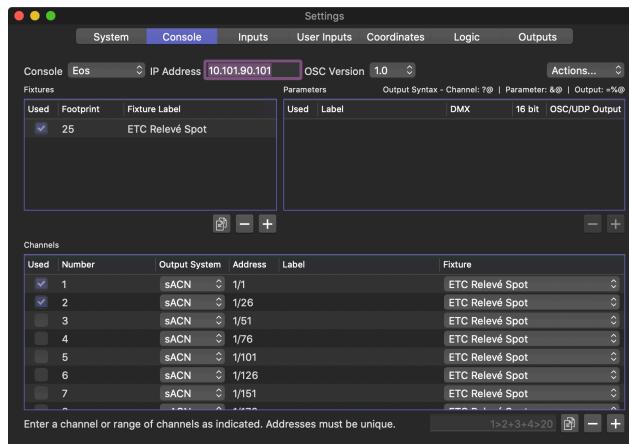 Settings
System Console Inputs User Inputs Coordinates Logic Outputs
Console Eos IP Address 10.101.90.101 OSC Version 1.0 Actions...
Fixtures Parameters Output Syntax - Channel: ?@ | Parameter: &@ | Output: =%@
Used Footprint Fixture Label Used Label DMX 16 bit OSC/UDP Output
25 ETC Relevé Spot
Channels
Used Number Output System Address Label Fixture
1 sACN 1/1 ETC Relevé Spot
2 sACN 1/26 ETC Relevé Spot
3 sACN 1/51 ETC Relevé Spot
4 sACN 1/76 ETC Relevé Spot
5 sACN 1/101 ETC Relevé Spot
6 sACN 1/126 ETC Relevé Spot
7 sACN 1/151 ETC Relevé Spot
Enter a channel or range of channels as indicated. Addresses must be unique. 1>2+3+4>20